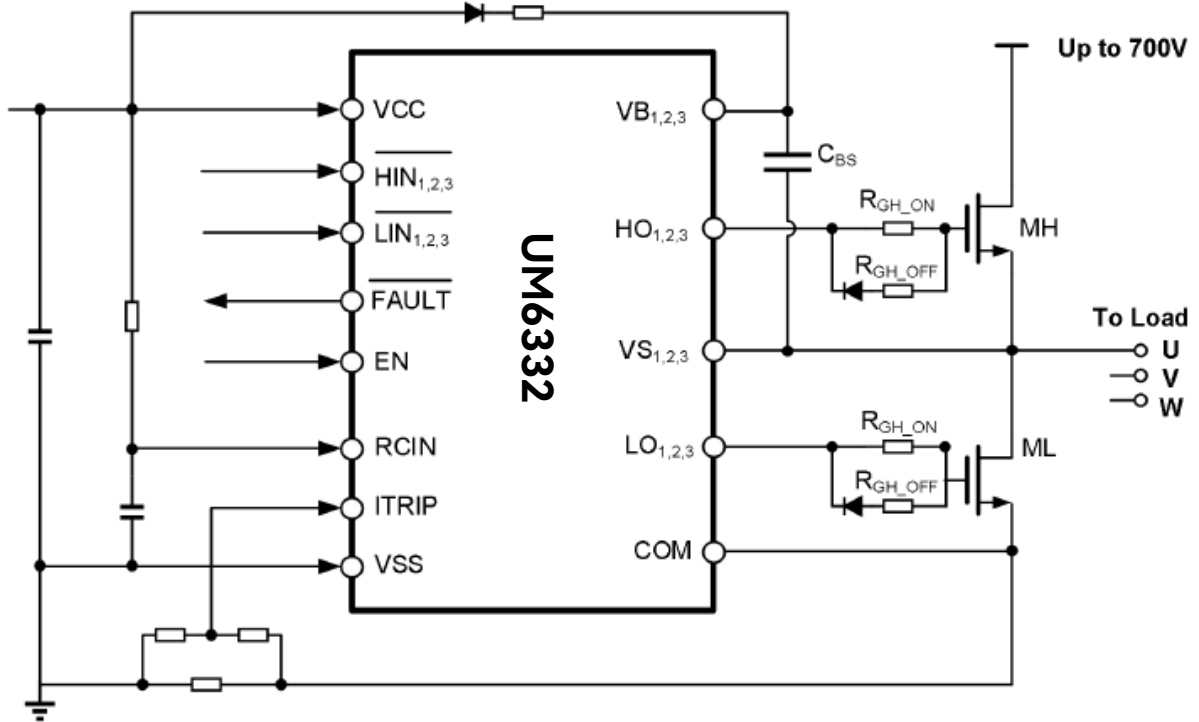 Up to 700V
VCC
VB1,2,3
CBS
HIN1,2,3
RGH_ON
HO1,2,3
MH
LIN1,2,3
RGH_OFF
UM6332
FAULT
To Load
EN
VS1,2,3
U
V
W
RGH_ON
RCIN
LO1,2,3
ML
RGH_OFF
ITRIP
COM
VSS